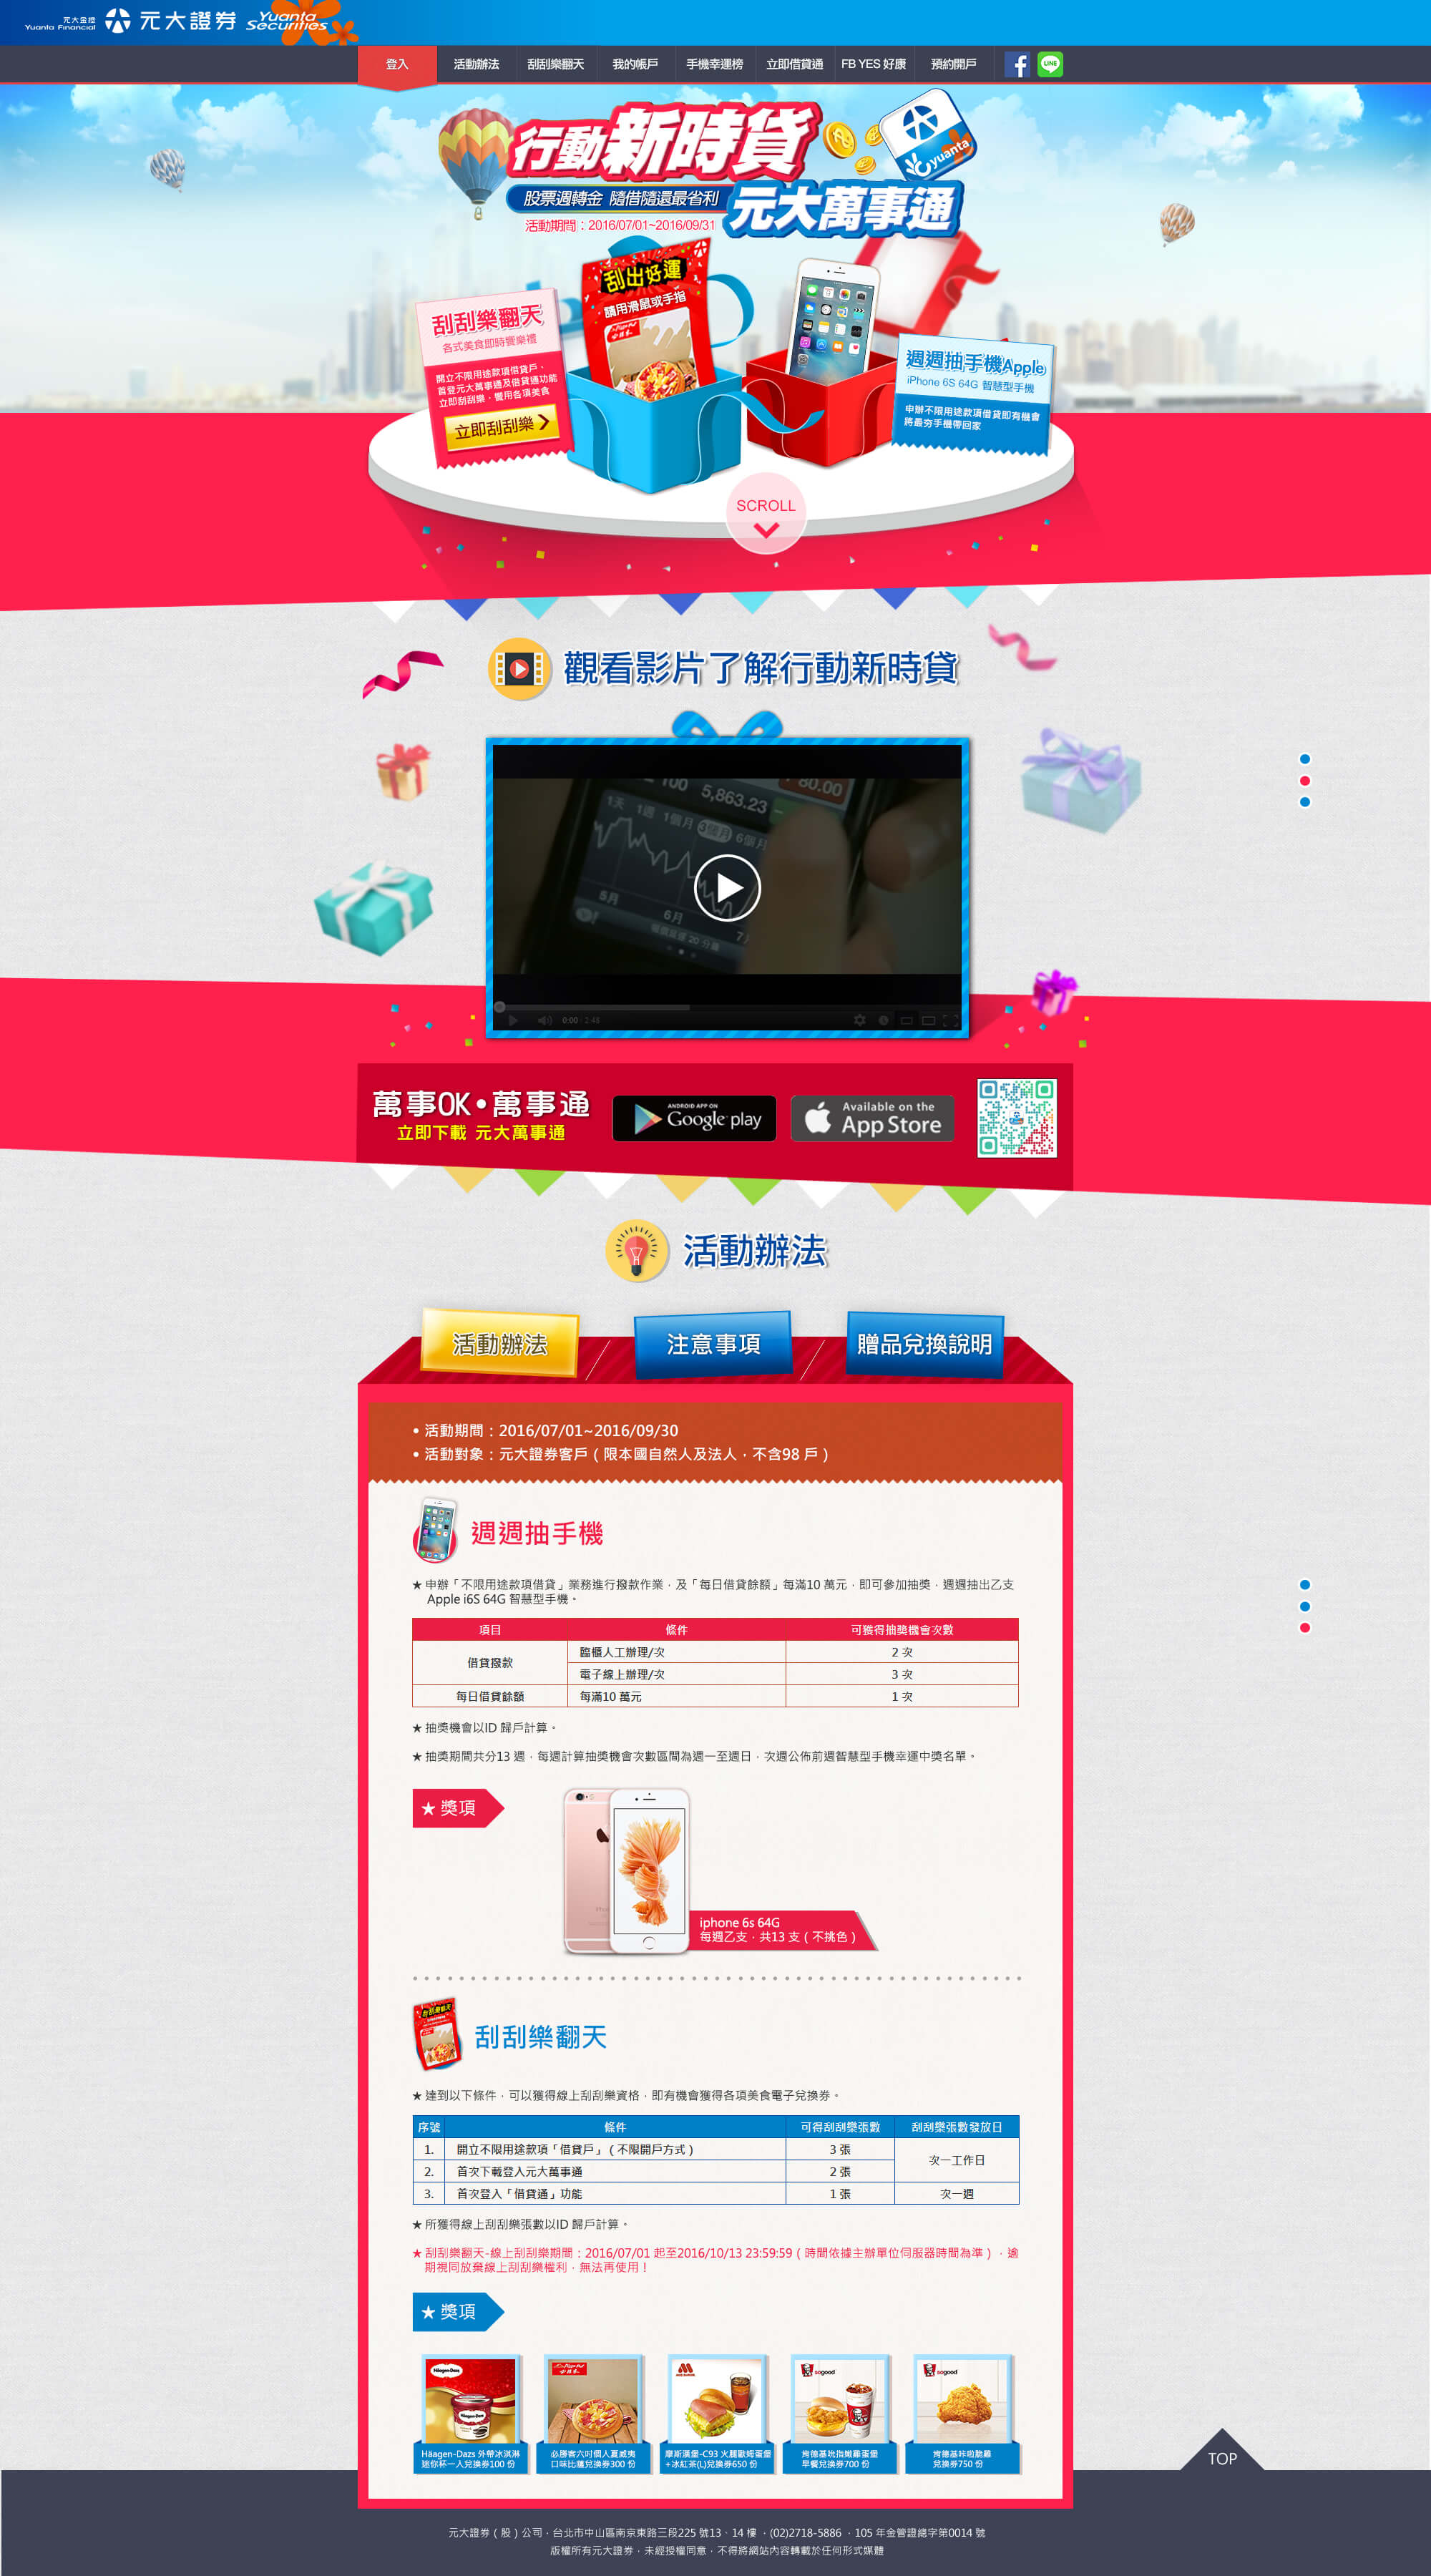 元大金控
Yuanta Financial
元大證券
Yuanta
Securities
登入
活動辦法
刮刮樂翻天
我的帳戶
手機幸運榜
立即借貸通
FB YES 好康
預約開戶
LINE
行動新時貸
yuanta
股票週轉金 隨借隨還最省利
元大萬事通
活動期間：2016/07/01~2016/09/31
刮出好運
請用滑鼠或手指
刮刮樂翻天
各式美食即時饗樂禮
開立不限用途款項借貸戶、
首登元大萬事通及借貸通功能
立即刮刮樂，饗用各項美食
立即刮刮樂
週週抽手機Apple
iPhone 6S 64G 智慧型手機
申辦不限用途款項借貸即有機會
將最夯手機帶回家
SCROLL
觀看影片了解行動新時貸
5,863.23
80.00
1天 1週 1個月 3個月 6個月
5月
6月
0:00 / 2:48
萬事OK•萬事通
立即下載 元大萬事通
ANDROID APP ON
Google play
Available on the
App Store
活動辦法
活動辦法
注意事項
贈品兌換說明
• 活動期間：2016/07/01~2016/09/30
• 活動對象：元大證券客戶（限本國自然人及法人，不含98 戶）
週週抽手機
★ 申辦「不限用途款項借貸」業務進行撥款作業，及「每日借貸餘額」每滿10 萬元，即可參加抽獎，週週抽出乙支
Apple i6S 64G 智慧型手機。
項目 條件 可獲得抽獎機會次數
借貸撥款
臨櫃人工辦理/次 2 次
電子線上辦理/次 3 次
每日借貸餘額 每滿10 萬元 1 次
★ 抽獎機會以ID 歸戶計算。
★ 抽獎期間共分13 週，每週計算抽獎機會次數區間為週一至週日，次週公佈前週智慧型手機幸運中獎名單。
★ 獎項
iphone 6s 64G
每週乙支，共13 支（不挑色）
刮刮樂翻天
刮刮樂翻天
★ 達到以下條件，可以獲得線上刮刮樂資格，即有機會獲得各項美食電子兌換券。
序號 條件 可得刮刮樂張數 刮刮樂張數發放日
1. 開立不限用途款項「借貸戶」（不限開戶方式） 3 張
次一工作日
2. 首次下載登入元大萬事通 2 張
3. 首次登入「借貸通」功能 1 張 次一週
★ 所獲得線上刮刮樂張數以ID 歸戶計算。
★ 刮刮樂翻天-線上刮刮樂期間：2016/07/01 起至2016/10/13 23:59:59（時間依據主辦單位伺服器時間為準），逾
期視同放棄線上刮刮樂權利，無法再使用！
★ 獎項
Häagen-Dazs
必勝客
sogood
sogood
Häagen-Dazs 外帶冰淇淋
迷你杯一入兌換券100 份
必勝客六吋個人夏威夷
口味比薩兌換券300 份
摩斯漢堡-C93 火腿歐姆蛋堡
+冰紅茶(L)兌換券650 份
肯德基吮指嫩雞蛋堡
早餐兌換券700 份
肯德基咔啦脆雞
兌換券750 份
TOP
元大證券（股）公司，台北市中山區南京東路三段225 號13、14 樓 ，(02)2718-5886 ，105 年金管證總字第0014 號
版權所有元大證券，未經授權同意，不得將網站內容轉載於任何形式媒體